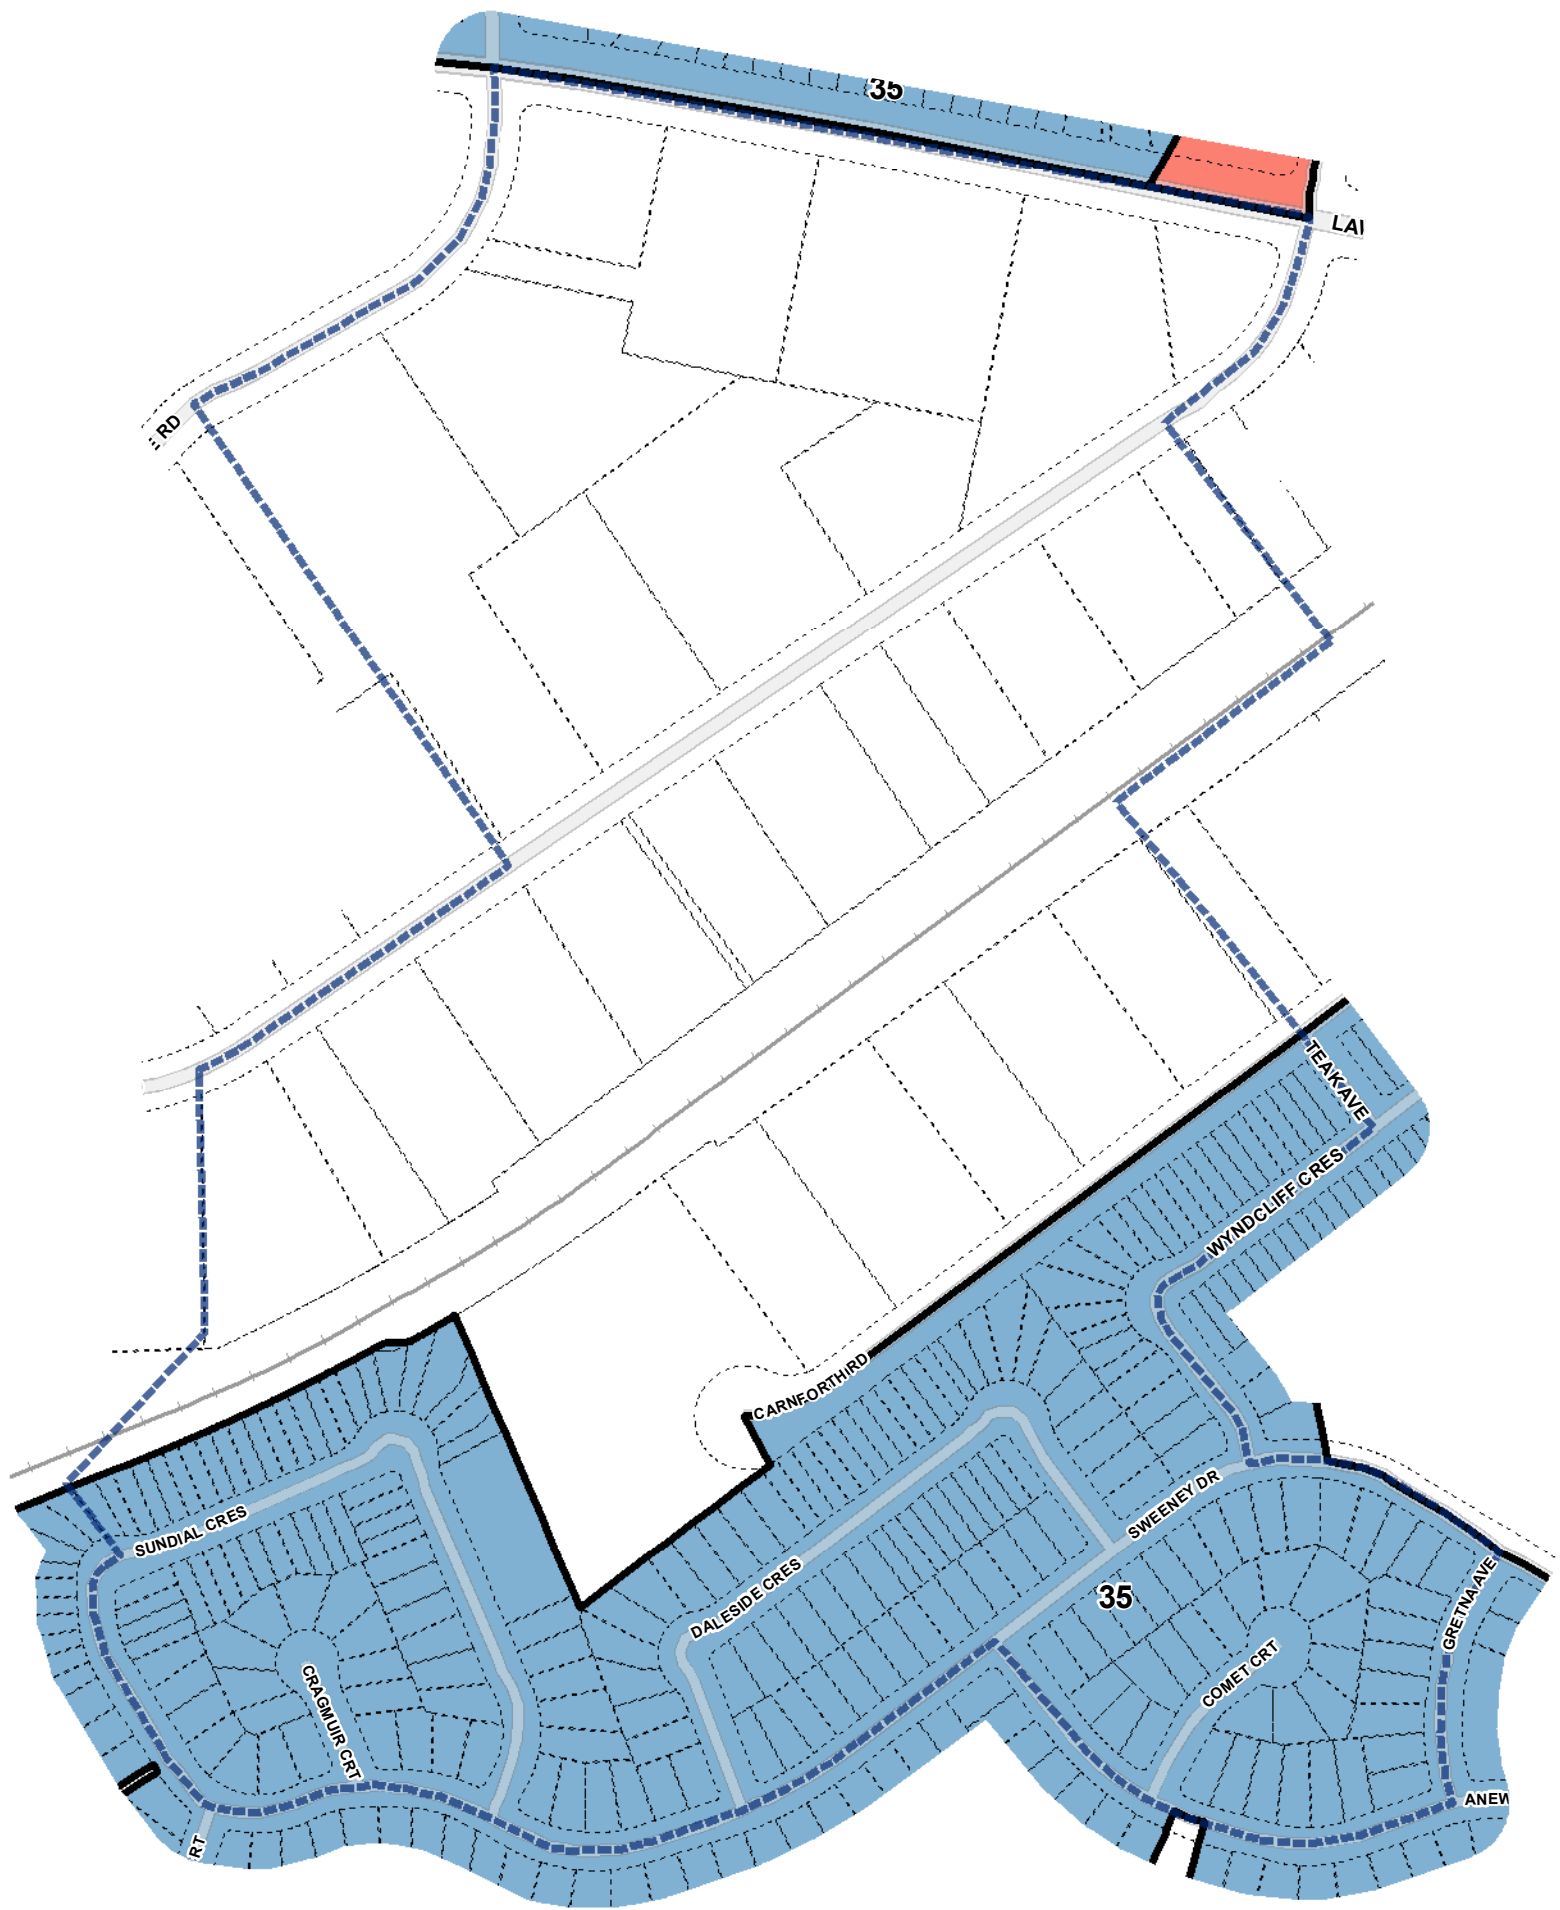 35
LA
RD
TEAK AVE
WYNDCLIFF CRES
CARNFORTH RD
SUNDIAL CRES
SWEENEY DR
DALESIDE CRES
35
GRETNA AVE
COMET CRT
CRAGMUIR CRT
ANEW
RT